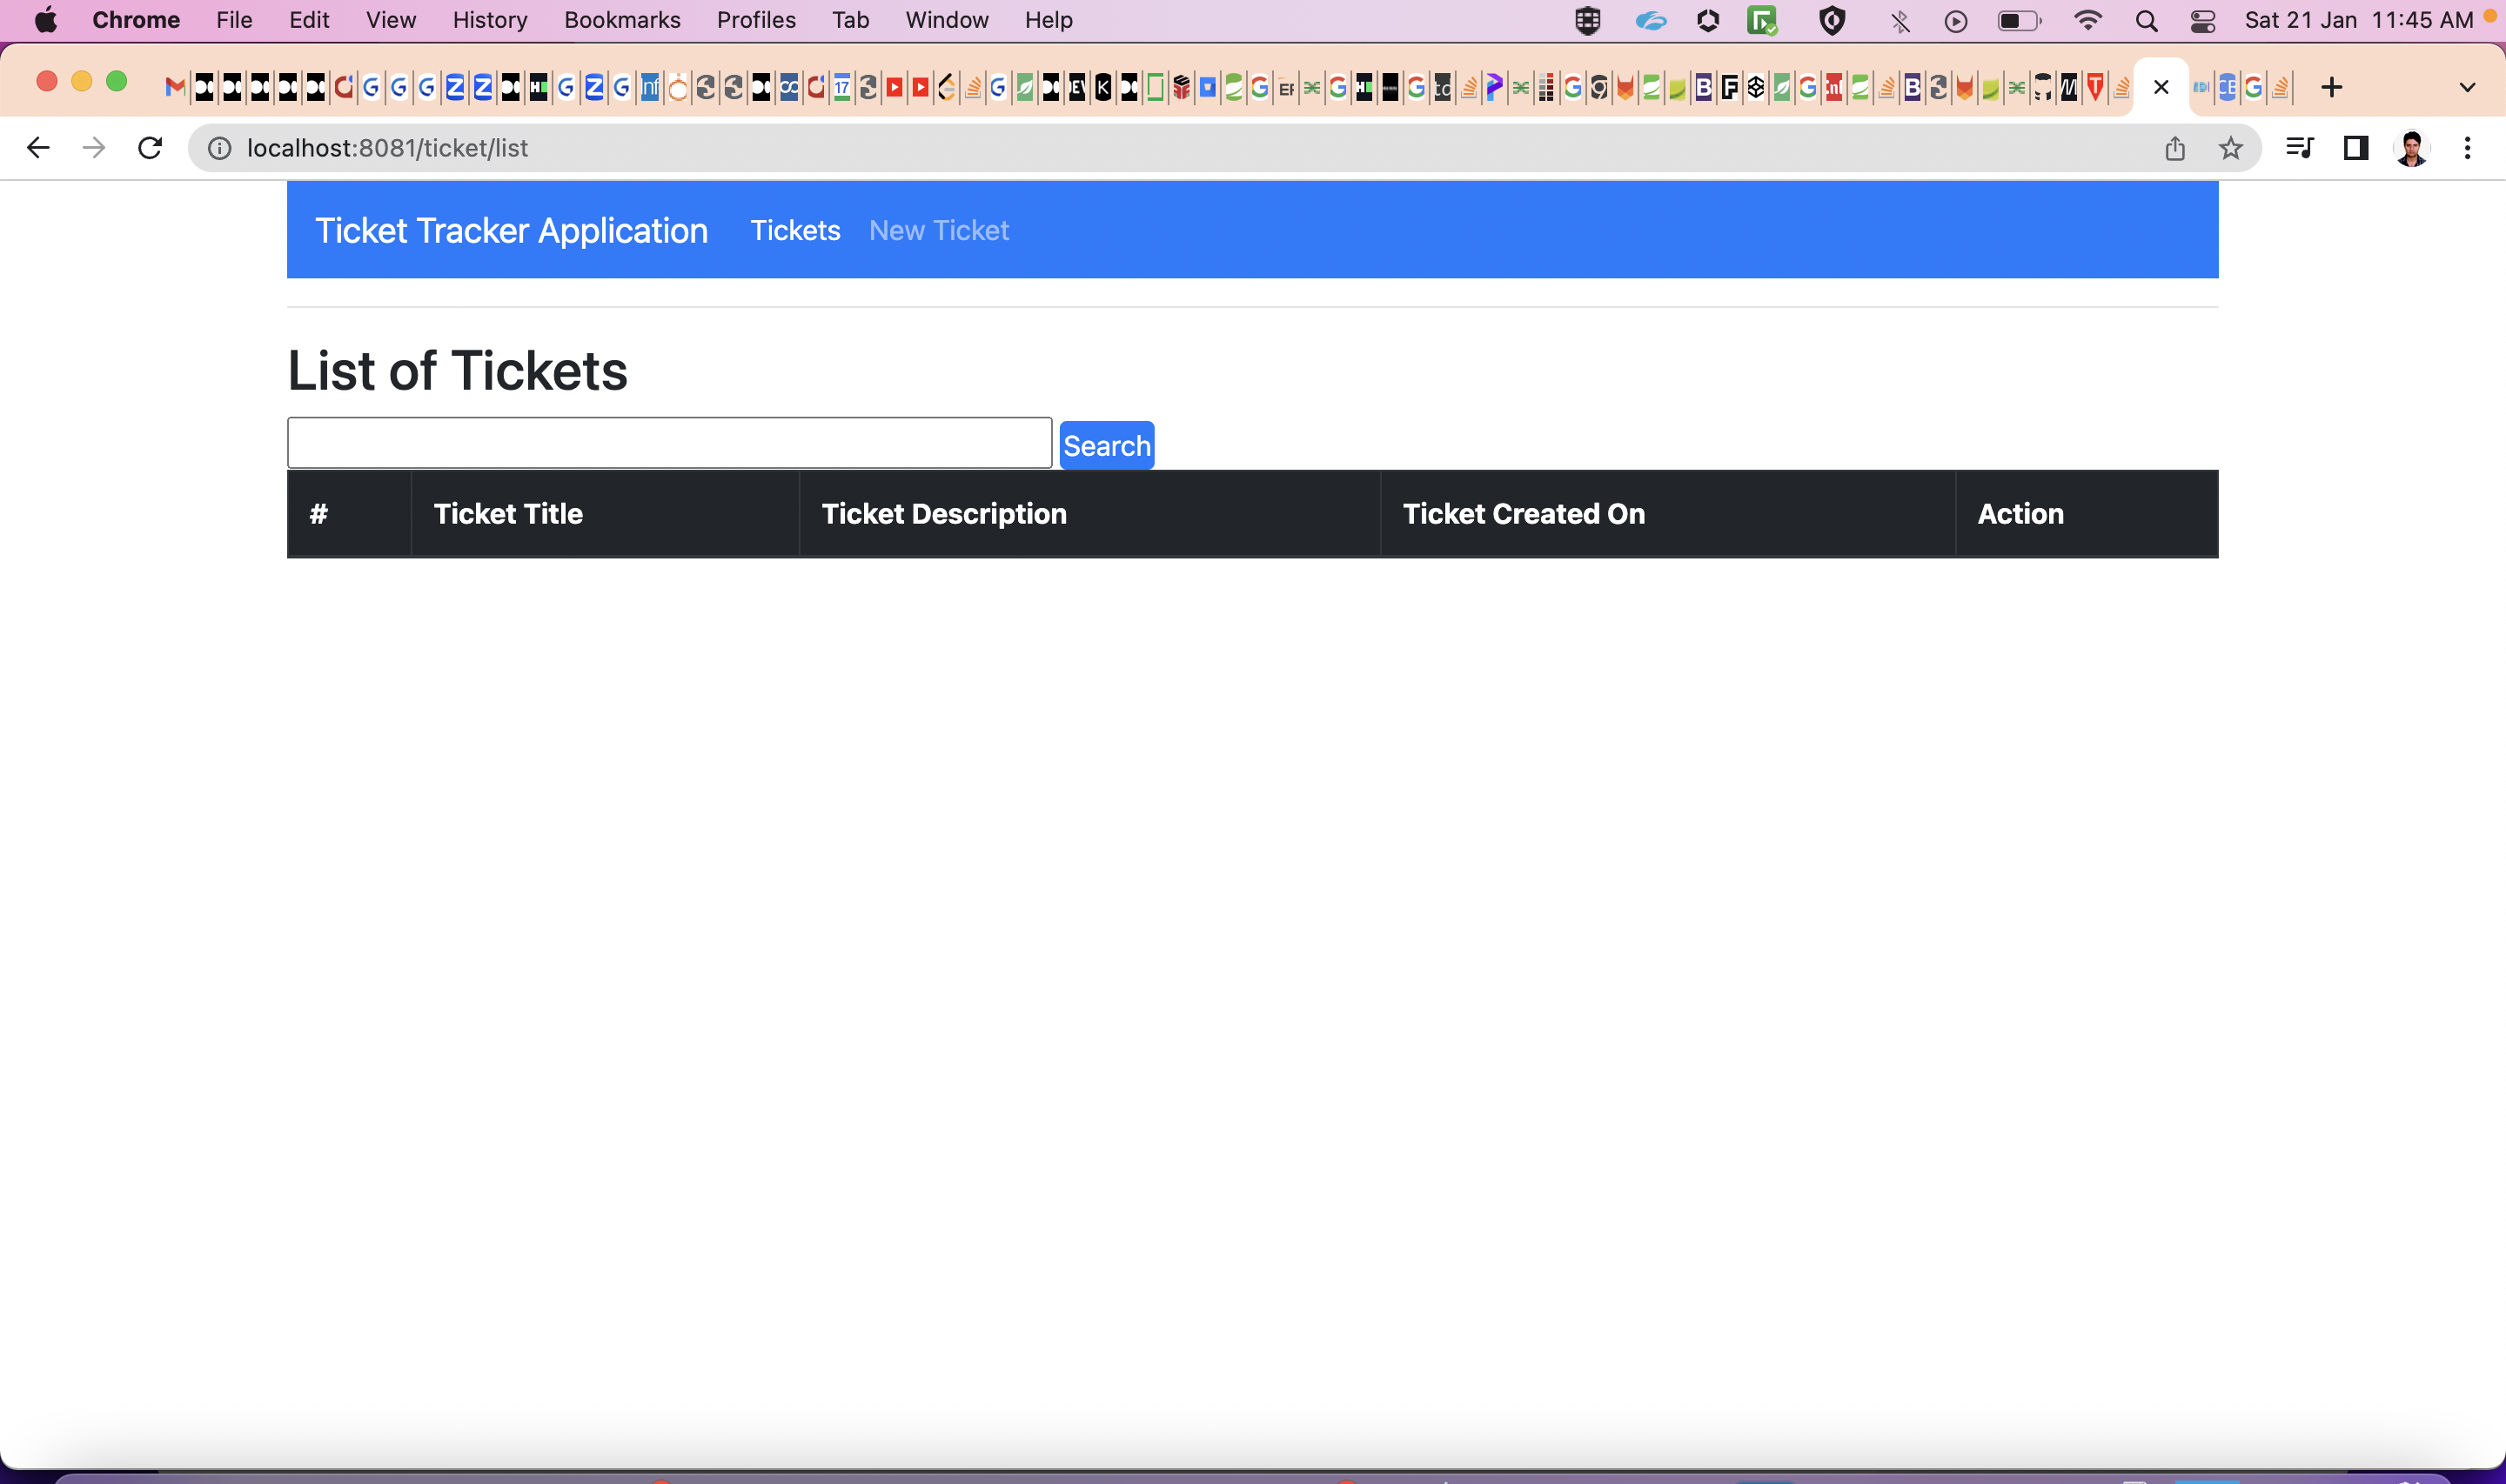 Chrome File Edit View History Bookmarks Profiles Tab Window Help Sat 21 Jan 11:45 AM
localhost:8081/ticket/list
Ticket Tracker Application Tickets New Ticket
List of Tickets
Search
# Ticket Title Ticket Description Ticket Created On Action